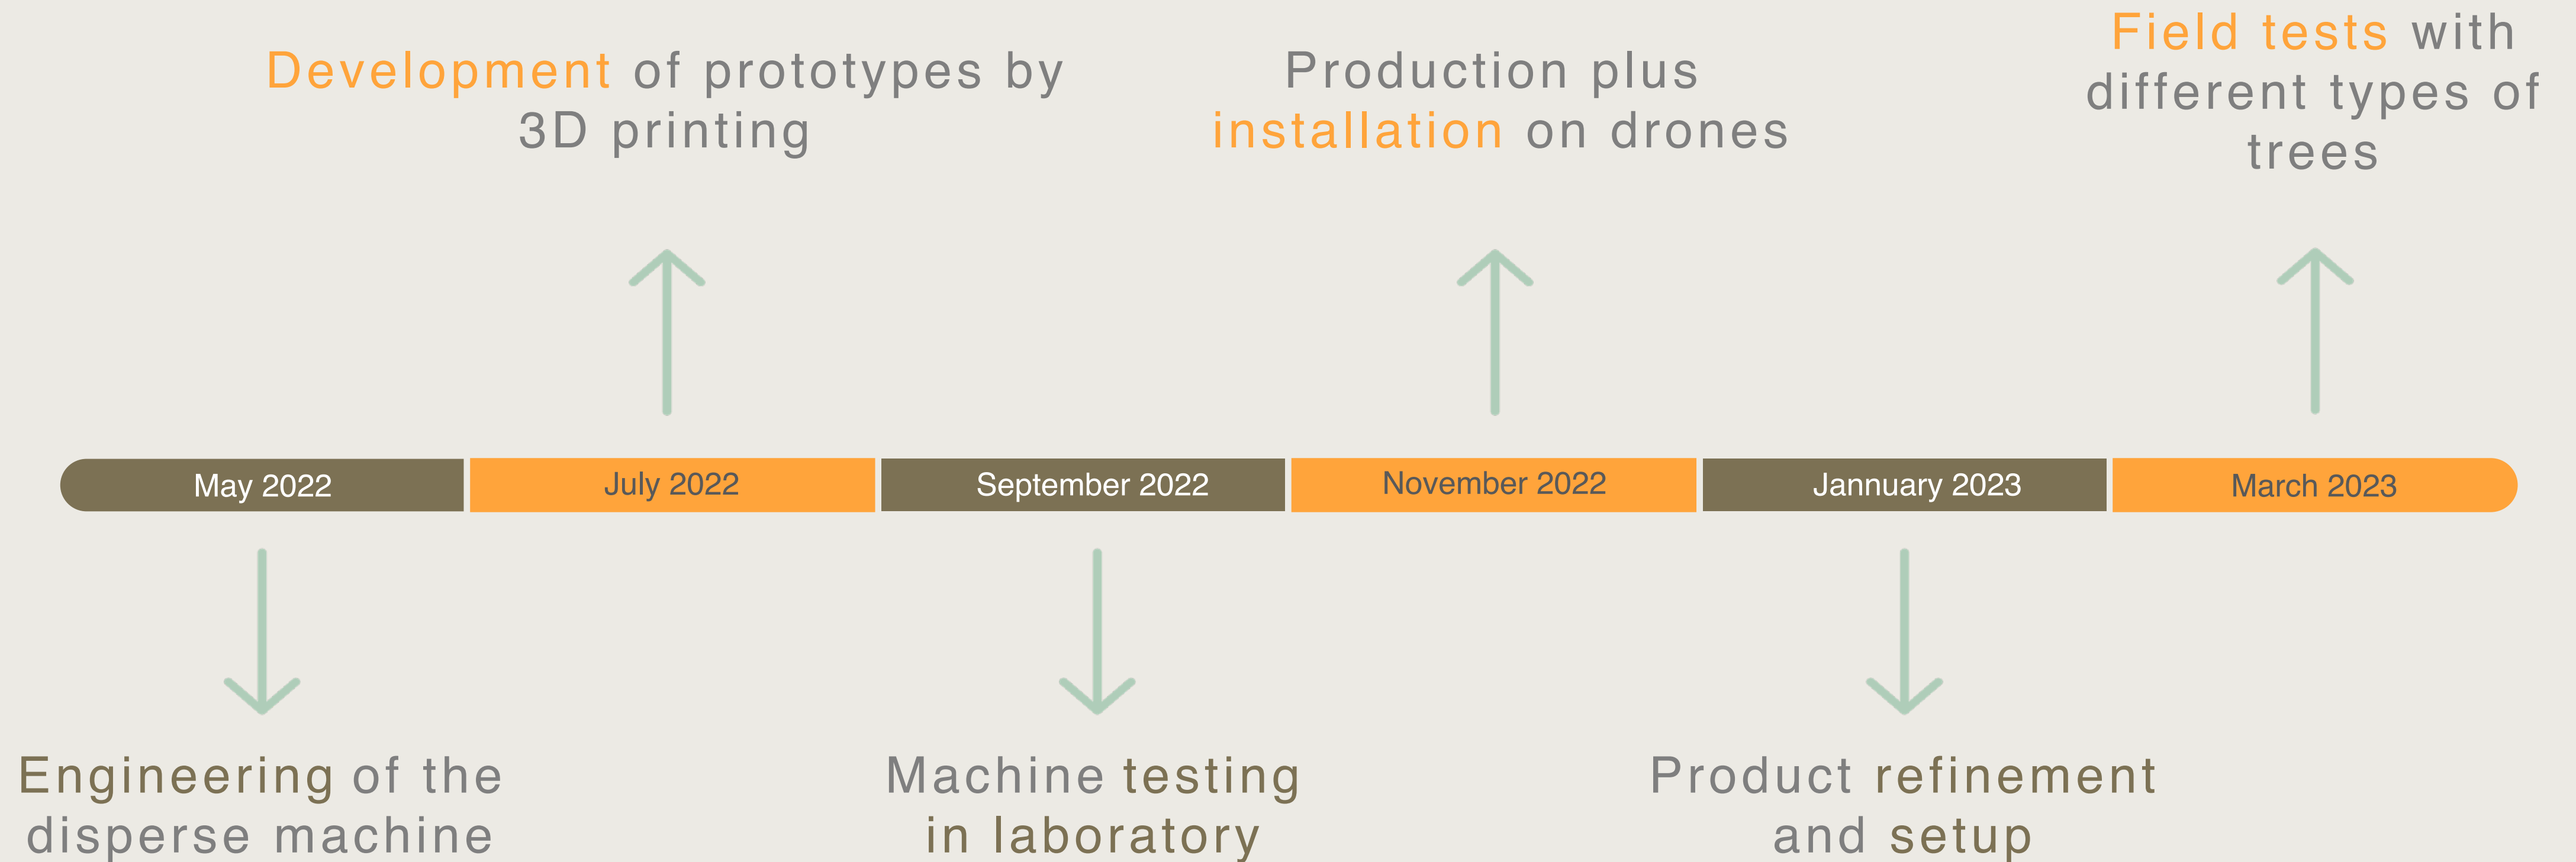 Development of prototypes by
3D printing
Production plus
installation on drones
Field tests with
different types of
trees
May 2022
July 2022
September 2022
November 2022
Jannuary 2023
March 2023
Engineering of the
disperse machine
Machine testing
in laboratory
Product refinement
and setup